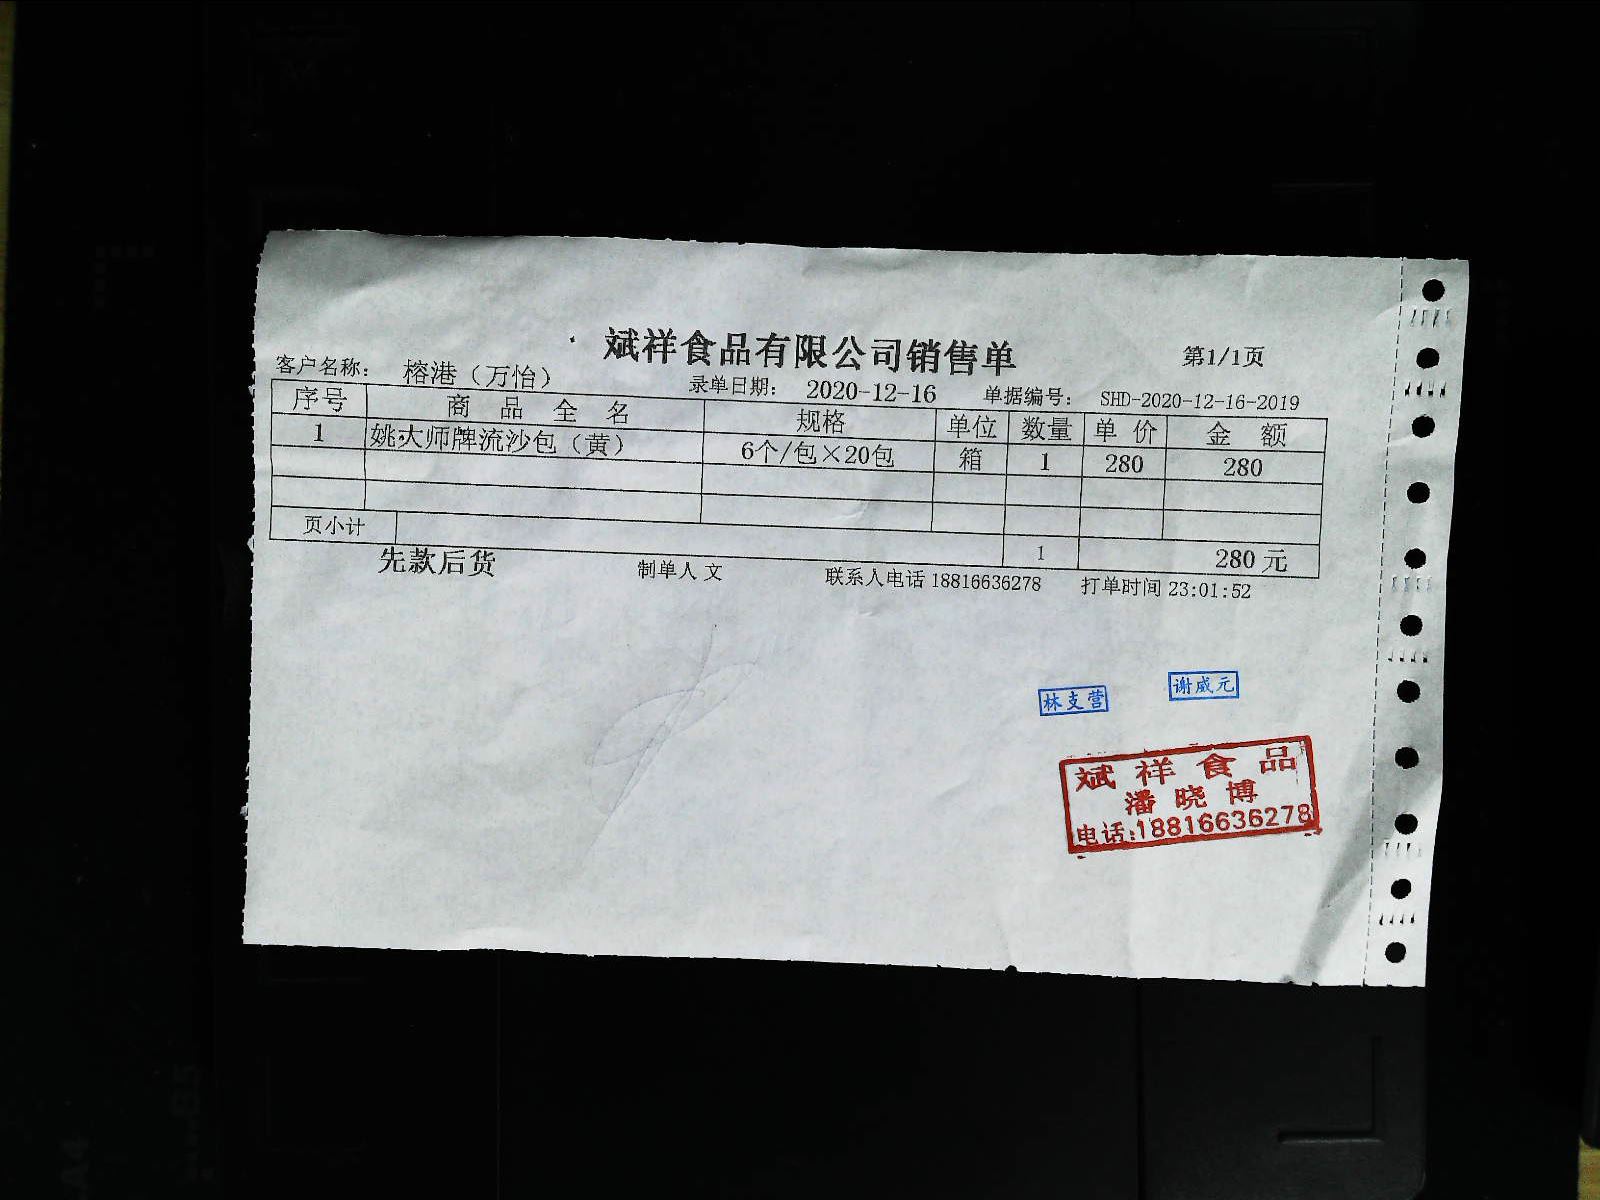 斌祥食品有限公司销售单 第1/1页
客户名称： 榕港（万怡） 录单日期： 2020-12-16 单据编号： SHD-2020-12-16-2019
序号 商品全名 规格 单位 数量 单价 金额
1 姚大师牌流沙包（黄） 6个/包×20包 箱 1 280 280
页小计 1 280元
先款后货 制单人 文 联系人电话 18816636278 打单时间 23:01:52
林支营 谢威元
斌祥食品
潘晓博
电话:18816636278